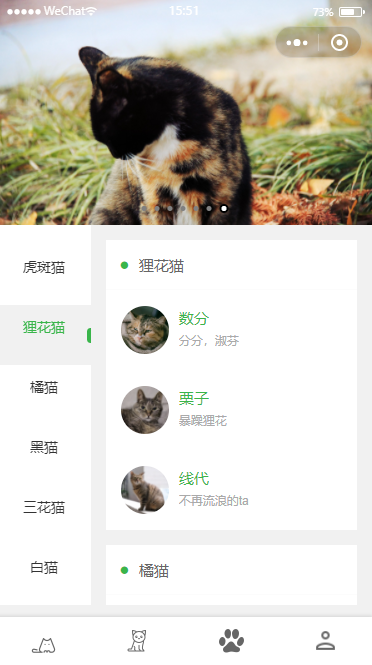 WeChat 15:51 73%
虎斑猫
狸花猫
橘猫
黑猫
三花猫
白猫
狸花猫
数分
分分，淑芬
栗子
暴躁狸花
线代
不再流浪的ta
橘猫